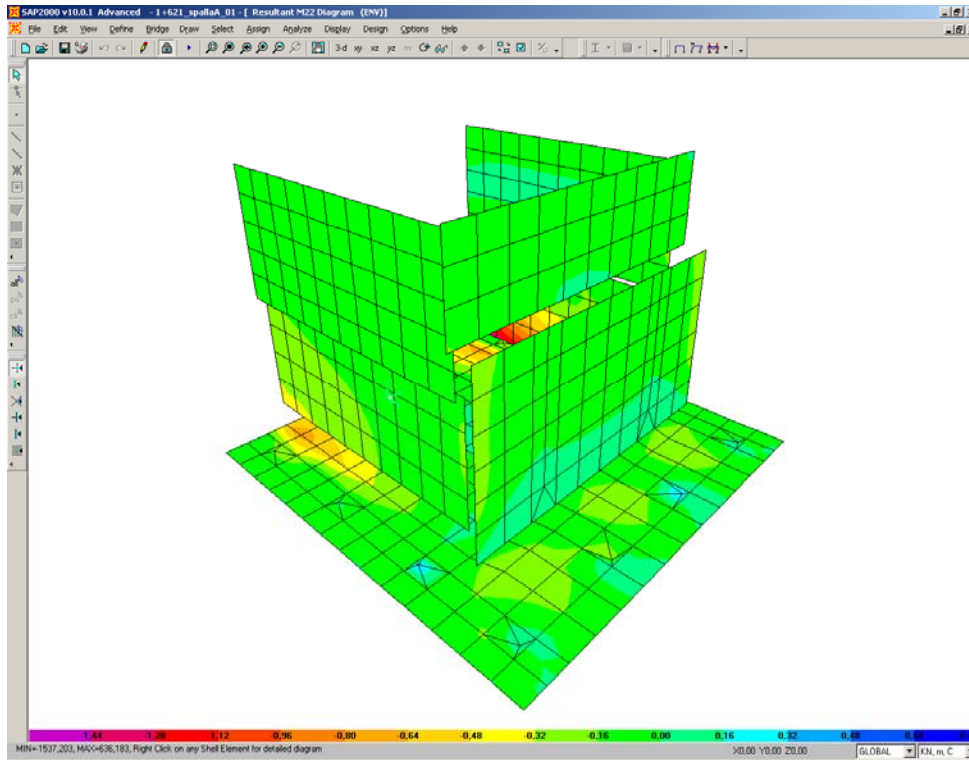 SAP2000 v10.0.1 Advanced - 1+621_spallaA_01 - [ Resultant M22 Diagram (ENV)]
File Edit View Define Bridge Draw Select Assign Analyze Display Design Options Help
3-d xy xz yz
all
-1,44 -1,28 -1,12 -0,96 -0,80 -0,64 -0,48 -0,32 -0,16 0,00 0,16 0,32 0,48
MIN=-1537,203, MAX=636,183, Right Click on any Shell Element for detailed diagram X0,00 Y0,00 Z0,00 GLOBAL KN, m, C